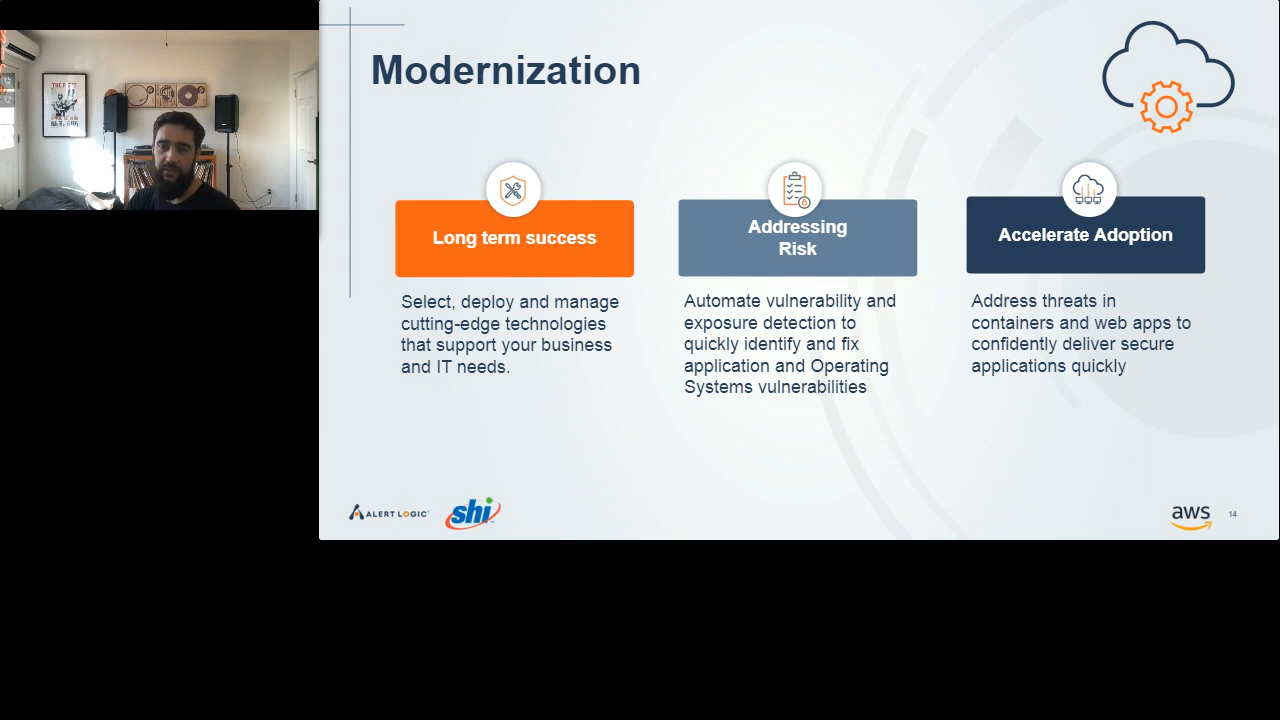 Modernization
Long term success
Addressing
Risk
Accelerate Adoption
Select, deploy and manage
cutting-edge technologies
that support your business
and IT needs.
Automate vulnerability and
exposure detection to
quickly identify and fix
application and Operating
Systems vulnerabilities
Address threats in
containers and web apps to
confidently deliver secure
applications quickly
ALERT LOGIC
shi
aws
14